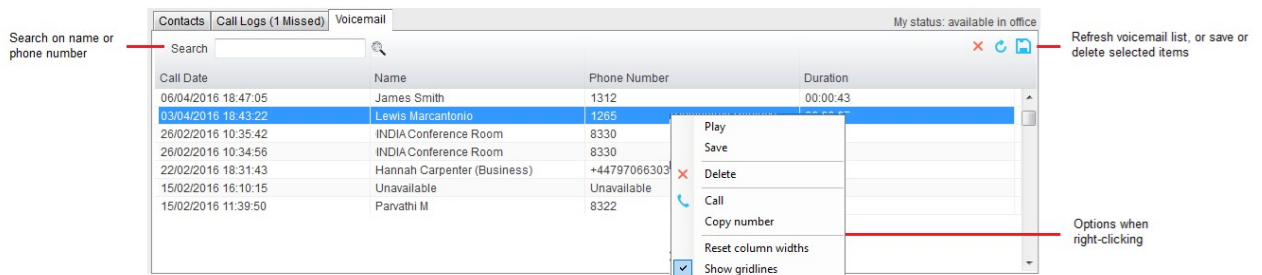 Contacts Call Logs (1 Missed) Voicemail My status: available in office
Search on name or
phone number
Search
Refresh voicemail list, or save or
delete selected items
Call Date Name Phone Number Duration
06/04/2016 18:47:05 James Smith 1312 00:00:43
03/04/2016 18:43:22 Lewis Marcantonio 1265
26/02/2016 10:35:42 INDIA Conference Room 8330
26/02/2016 10:34:56 INDIA Conference Room 8330
22/02/2016 18:31:43 Hannah Carpenter (Business) +44797066303
15/02/2016 16:10:15 Unavailable Unavailable
15/02/2016 11:39:50 Parvathi M 8322
Play
Save
Delete
Call
Copy number
Reset column widths
Show gridlines
Options when
right-clicking